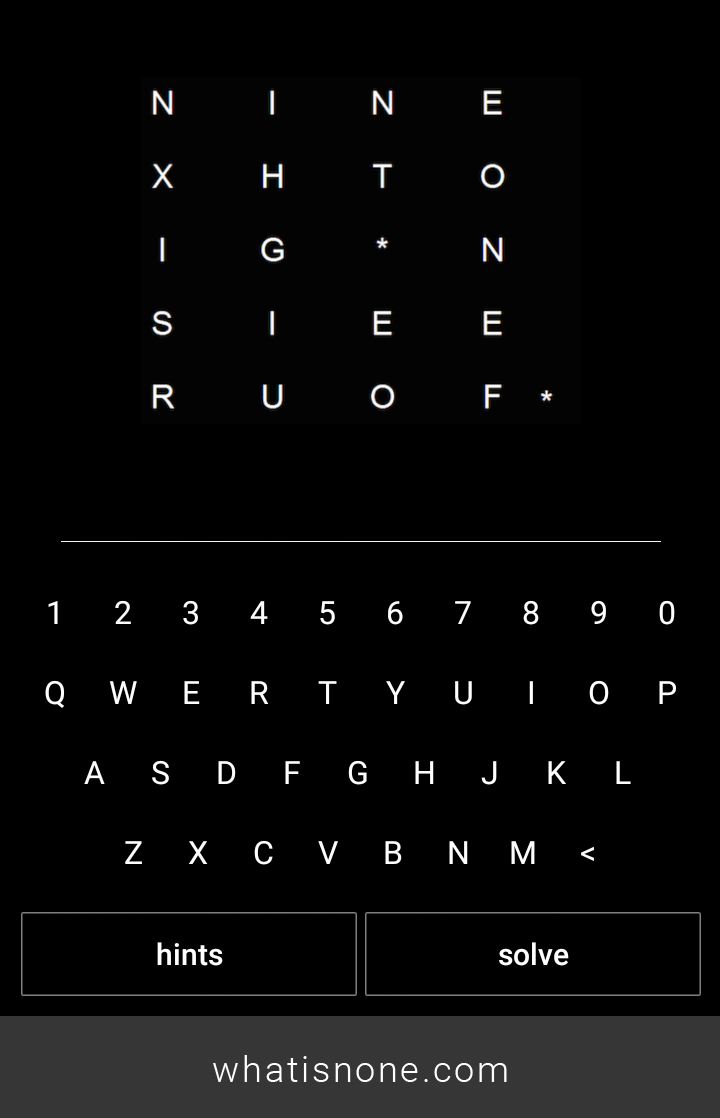 N I N E
X H T O
I G * N
S I E E
R U O F *
1 2 3 4 5 6 7 8 9 0
Q W E R T Y U I O P
A S D F G H J K L
Z X C V B N M <
hints solve
whatisnone.com